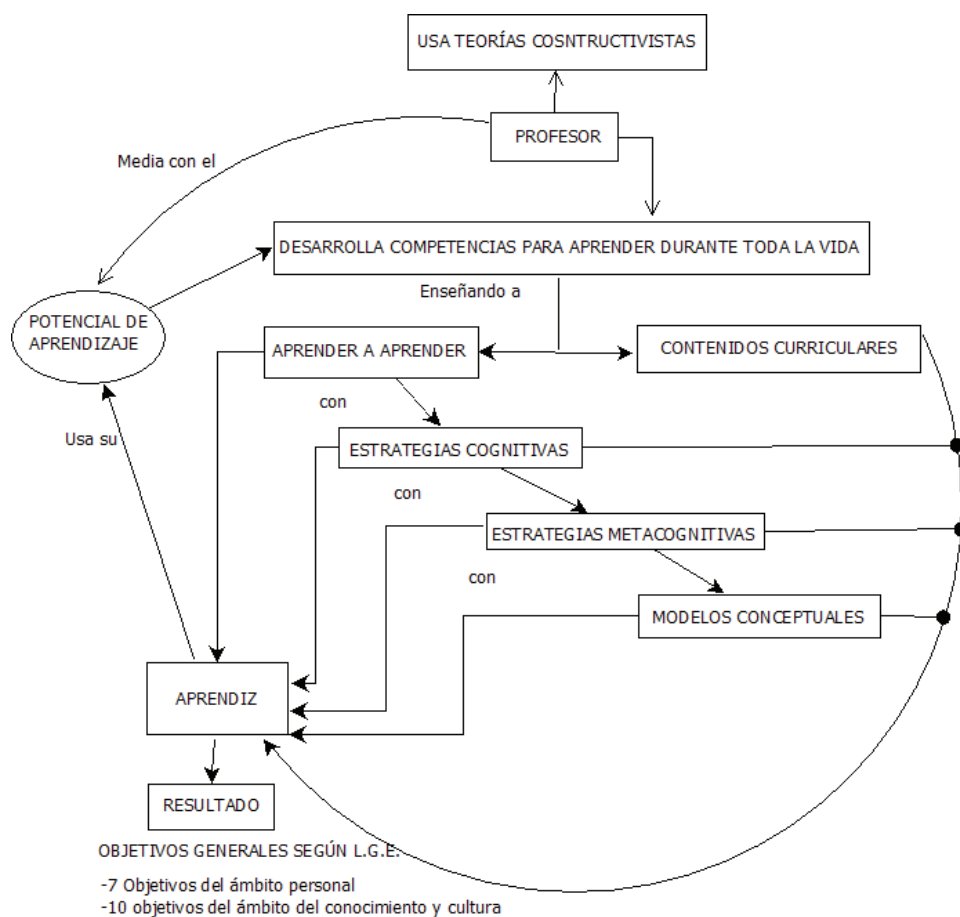 USA TEORÍAS COSNTRUCTIVISTAS
PROFESOR
Media con el
DESARROLLA COMPETENCIAS PARA APRENDER DURANTE TODA LA VIDA
Enseñando a
POTENCIAL DE
APRENDIZAJE
APRENDER A APRENDER
CONTENIDOS CURRICULARES
con
Usa su
ESTRATEGIAS COGNITIVAS
con
ESTRATEGIAS METACOGNITIVAS
con
MODELOS CONCEPTUALES
APRENDIZ
RESULTADO
OBJETIVOS GENERALES SEGÚN L.G.E.
-7 Objetivos del ámbito personal
-10 objetivos del ámbito del conocimiento y cultura